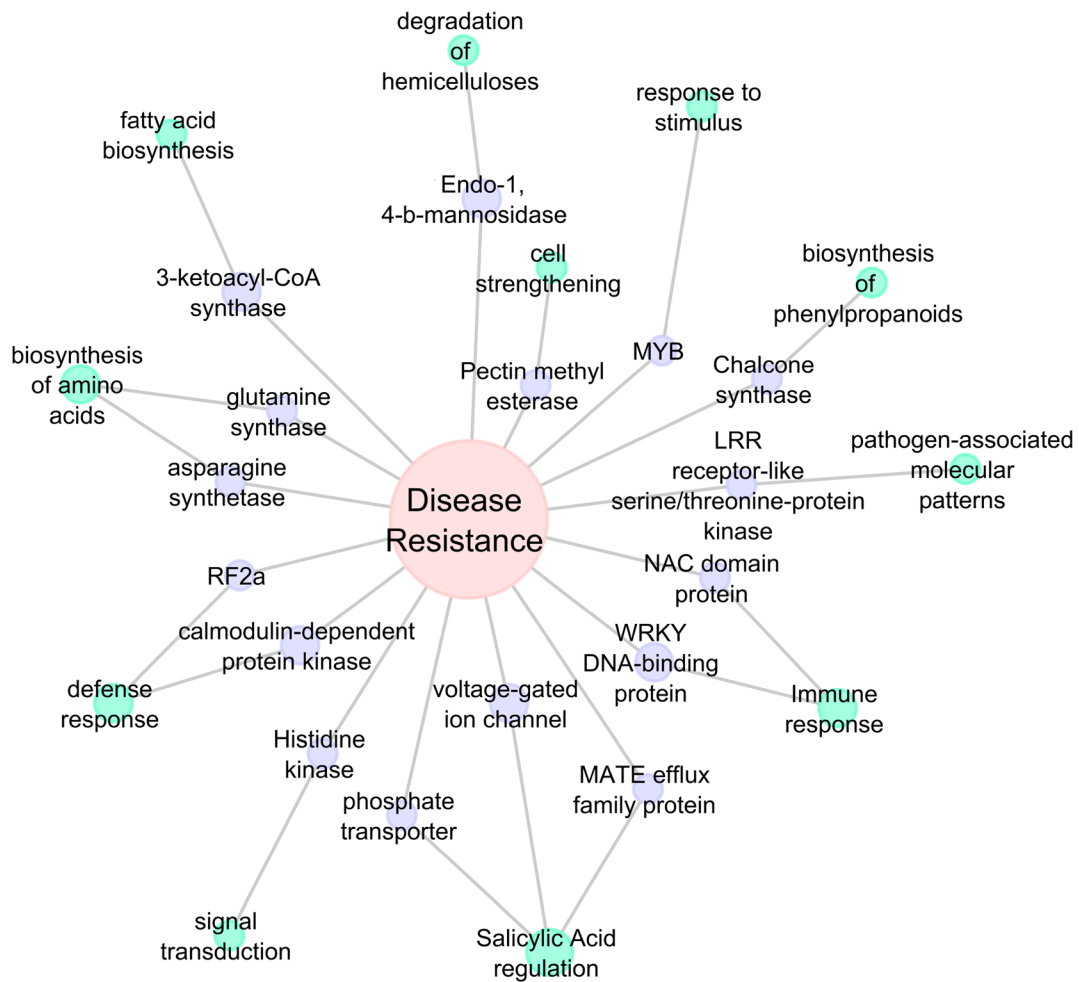 degradation
of
hemicelluloses
response to
stimulus
fatty acid
biosynthesis
Endo-1,
4-b-mannosidase
cell
strengthening
biosynthesis
of
phenylpropanoids
3-ketoacyl-CoA
synthase
MYB
biosynthesis
of amino
acids
Pectin methyl
esterase
Chalcone
synthase
glutamine
synthase
LRR
receptor-like
serine/threonine-protein
kinase
pathogen-associated
molecular
patterns
asparagine
synthetase
Disease
Resistance
NAC domain
protein
RF2a
calmodulin-dependent
protein kinase
WRKY
DNA-binding
protein
defense
response
voltage-gated
ion channel
Immune
response
Histidine
kinase
MATE efflux
family protein
phosphate
transporter
signal
transduction
Salicylic Acid
regulation